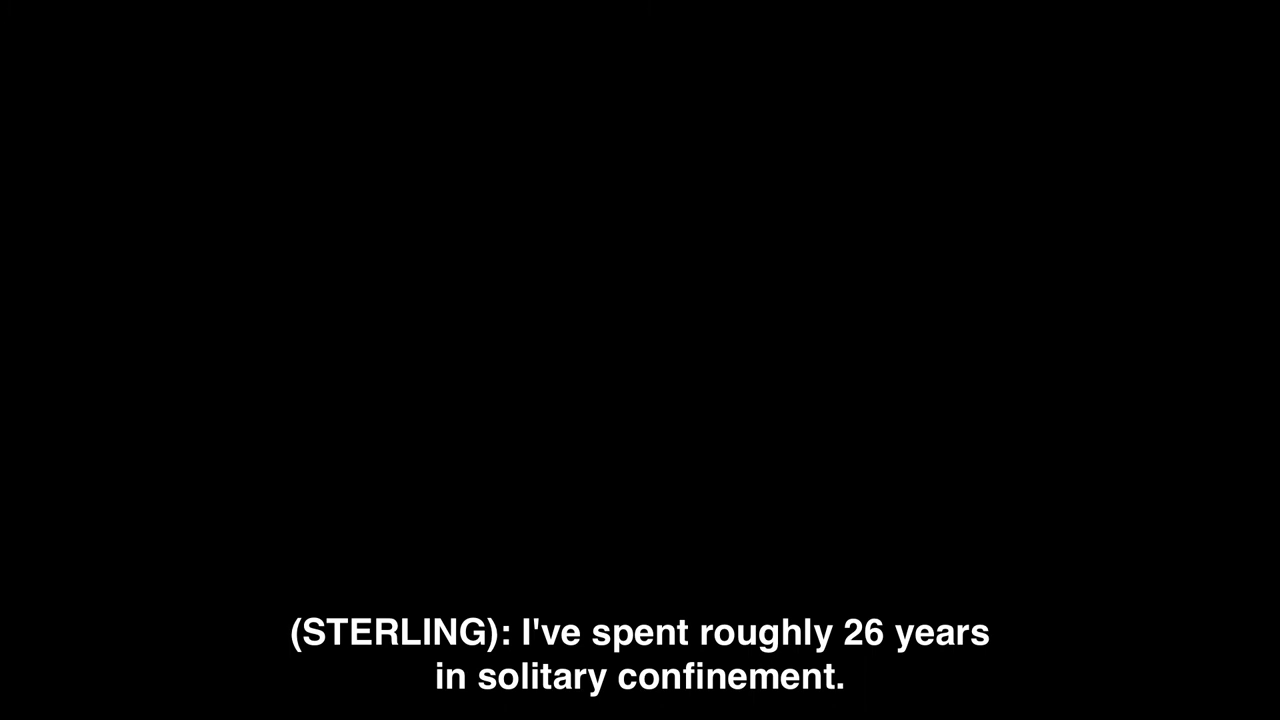 (STERLING): I've spent roughly 26 years
in solitary confinement.